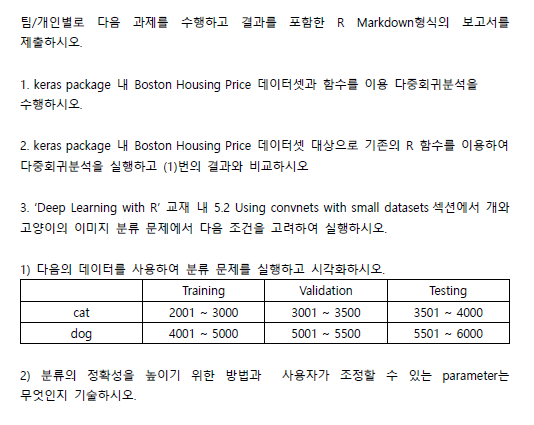 팀/개인별로 다음 과제를 수행하고 결과를 포함한 R Markdown형식의 보고서를
제출하시오.
1. keras package 내 Boston Housing Price 데이터셋과 함수를 이용 다중회귀분석을
수행하시오.
2. keras package 내 Boston Housing Price 데이터셋 대상으로 기존의 R 함수를 이용하여
다중회귀분석을 실행하고 (1)번의 결과와 비교하시오
3. ‘Deep Learning with R’ 교재 내 5.2 Using convnets with small datasets 섹션에서 개와
고양이의 이미지 분류 문제에서 다음 조건을 고려하여 실행하시오.
1) 다음의 데이터를 사용하여 분류 문제를 실행하고 시각화하시오.
Training Validation Testing
cat 2001 ~ 3000 3001 ~ 3500 3501 ~ 4000
dog 4001 ~ 5000 5001 ~ 5500 5501 ~ 6000
2) 분류의 정확성을 높이기 위한 방법과 사용자가 조정할 수 있는 parameter는
무엇인지 기술하시오.